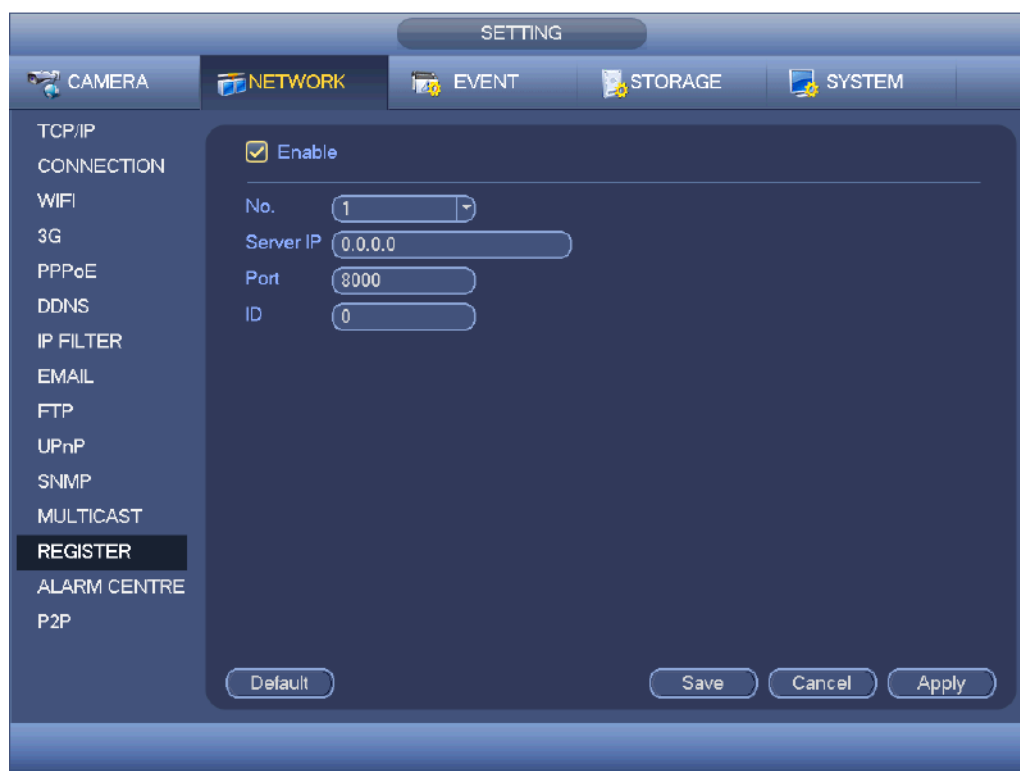 SETTING
CAMERA NETWORK EVENT STORAGE SYSTEM
TCP/IP
CONNECTION
WIFI
3G
PPPoE
DDNS
IP FILTER
EMAIL
FTP
UPnP
SNMP
MULTICAST
REGISTER
ALARM CENTRE
P2P
Enable
No. 1
Server IP 0.0.0.0
Port 8000
ID 0
Default Save Cancel Apply